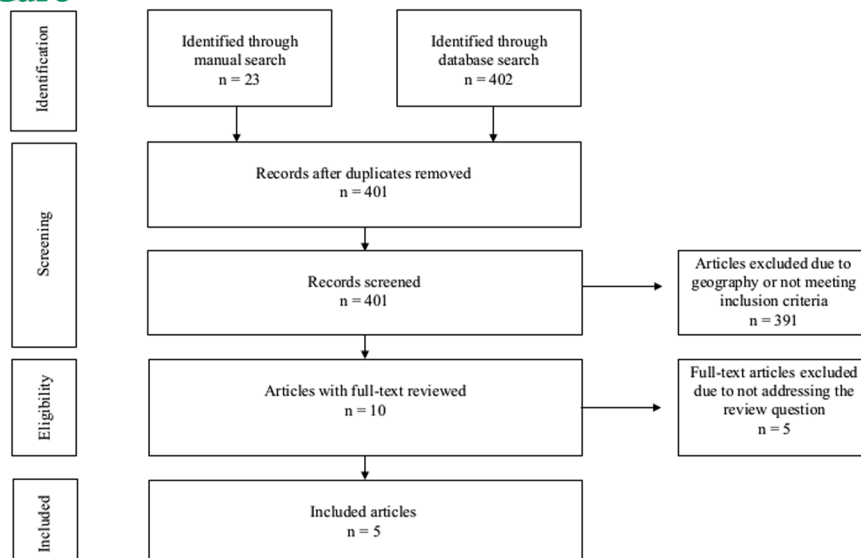 Identification
Identified through
manual search
n = 23
Identified through
database search
n = 402
Screening
Records after duplicates removed
n = 401
Records screened
n = 401
Articles excluded due to
geography or not meeting
inclusion criteria
n = 391
Eligibility
Articles with full-text reviewed
n = 10
Full-text articles excluded
due to not addressing the
review question
n = 5
Included
Included articles
n = 5